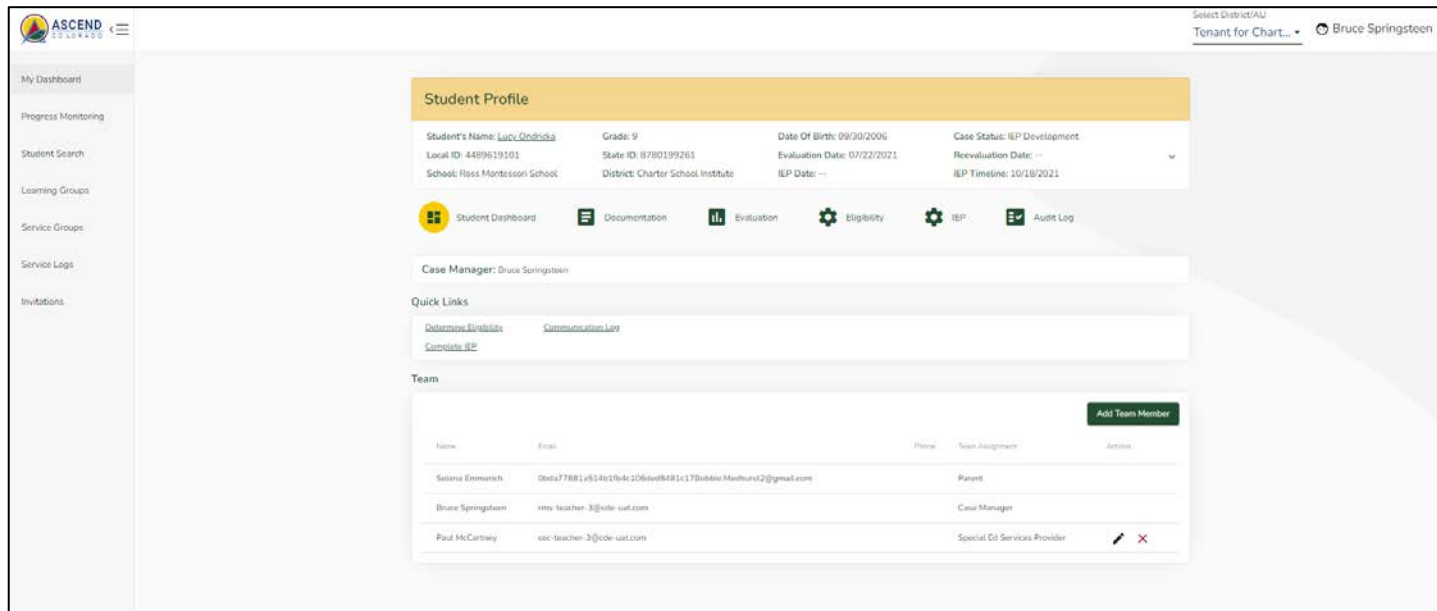 ASCEND
COLORADO
Select District/AU
Tenant for Chart...
Bruce Springsteen
My Dashboard
Progress Monitoring
Student Search
Learning Groups
Service Groups
Service Logs
Invitations
Student Profile
Student's Name: Lucy Ondricka Grade: 9 Date Of Birth: 09/30/2006 Case Status: IEP Development
Local ID: 4489619101 State ID: 8780199261 Evaluation Date: 07/22/2021 Reevaluation Date: --
School: Ross Montessori School District: Charter School Institute IEP Date: -- IEP Timeline: 10/18/2021
Student Dashboard Documentation Evaluation Eligibility IEP Audit Log
Case Manager: Bruce Springsteen
Quick Links
Determine Eligibility Communication Log
Complete IEP
Team
Add Team Member
Name Email Phone Team Assignment Actions
Selena Emmerich Parent
Bruce Springsteen rms-teacher-3@cde-uat.com Case Manager
Paul McCartney cec-teacher-3@cde-uat.com Special Ed Services Provider